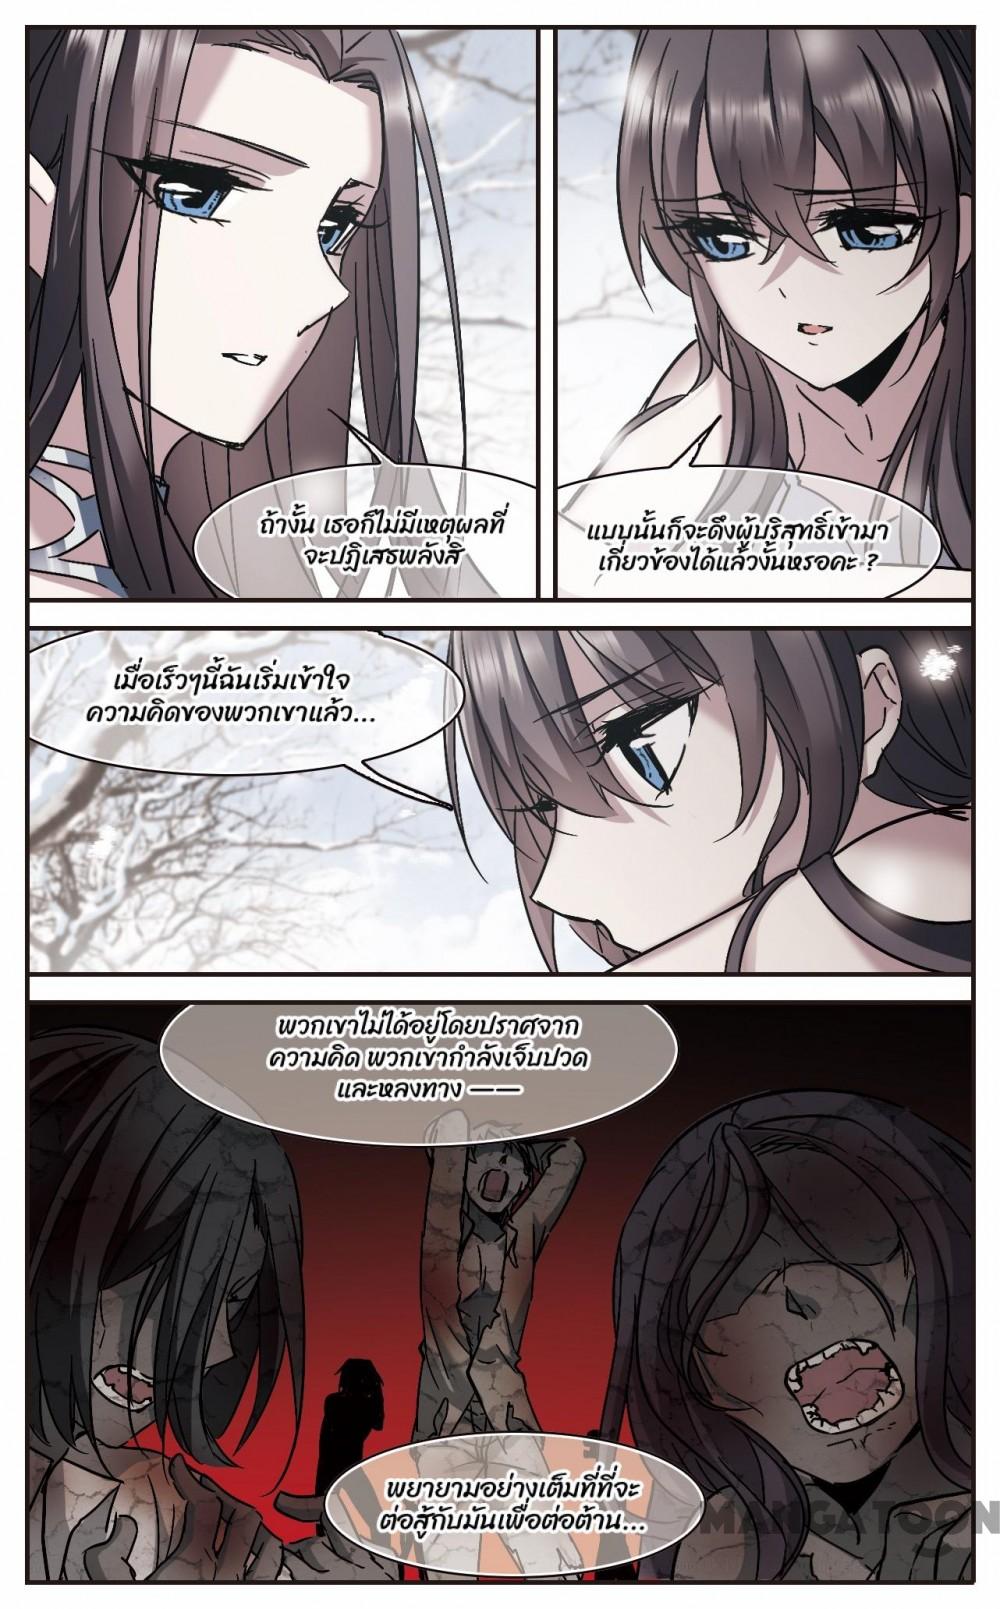 ถ้างั้น เธอก็ไม่มีเหตุผลที่
จะปฏิเสธพลังสิ
แบบนั้นก็จะดึงผู้บริสุทธิ์เข้ามา
เกี่ยวข้องได้แล้วงั้นหรอคะ ?
เมื่อเร็วๆนี้ฉันเริ่มเข้าใจ
ความคิดของพวกเขาแล้ว...
พวกเขาไม่ได้อยู่โดยปราศจาก
ความคิด พวกเขากำลังเจ็บปวด
และหลงทาง ——
พยายามอย่างเต็มที่ที่จะ
ต่อสู้กับมันเพื่อต่อต้าน...
MANGATOON